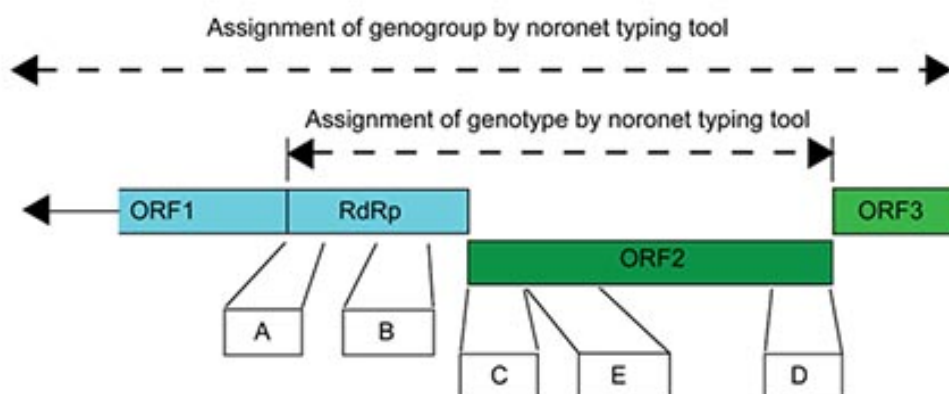 Assignment of genogroup by noronet typing tool
Assignment of genotype by noronet typing tool
ORF1 RdRp ORF3
ORF2
A B
C E D